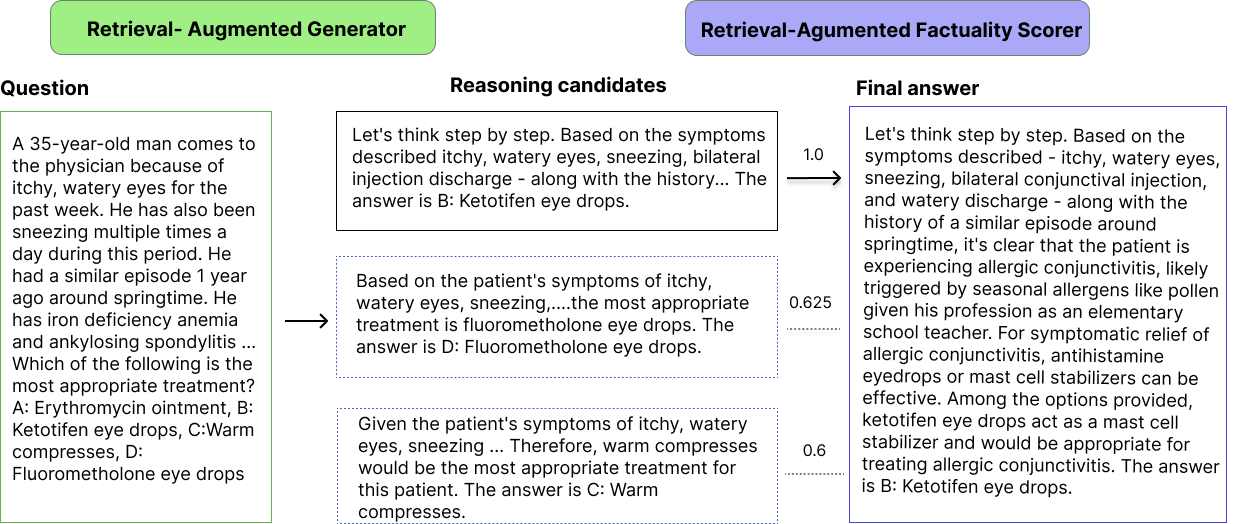 Retrieval- Augmented Generator
Retrieval-Agumented Factuality Scorer
Question
A 35-year-old man comes to
the physician because of
itchy, watery eyes for the
past week. He has also been
sneezing multiple times a
day during this period. He
had a similar episode 1 year
ago around springtime. He
has iron deficiency anemia
and ankylosing spondylitis ...
Which of the following is the
most appropriate treatment?
A: Erythromycin ointment, B:
Ketotifen eye drops, C:Warm
compresses, D:
Fluorometholone eye drops
Reasoning candidates
Let's think step by step. Based on the symptoms
described itchy, watery eyes, sneezing, bilateral
injection discharge - along with the history... The
answer is B: Ketotifen eye drops.
1.0
Based on the patient's symptoms of itchy,
watery eyes, sneezing,....the most appropriate
treatment is fluorometholone eye drops. The
answer is D: Fluorometholone eye drops.
0.625
Given the patient's symptoms of itchy, watery
eyes, sneezing ... Therefore, warm compresses
would be the most appropriate treatment for
this patient. The answer is C: Warm
compresses.
0.6
Final answer
Let's think step by step. Based on the
symptoms described - itchy, watery eyes,
sneezing, bilateral conjunctival injection,
and watery discharge - along with the
history of a similar episode around
springtime, it's clear that the patient is
experiencing allergic conjunctivitis, likely
triggered by seasonal allergens like pollen
given his profession as an elementary
school teacher. For symptomatic relief of
allergic conjunctivitis, antihistamine
eyedrops or mast cell stabilizers can be
effective. Among the options provided,
ketotifen eye drops act as a mast cell
stabilizer and would be appropriate for
treating allergic conjunctivitis. The answer
is B: Ketotifen eye drops.